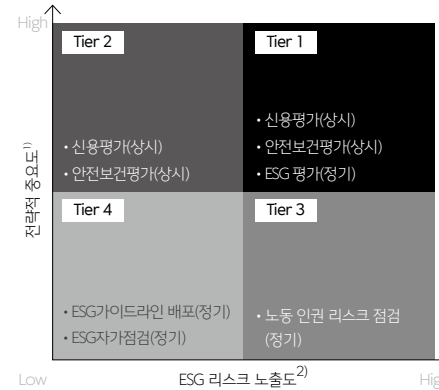 High
Tier 2
Tier 1
• 신용평가(상시)
• 안전보건평가(상시)
• 신용평가(상시)
• 안전보건평가(상시)
• ESG 평가(정기)
전략적 중요도1)
Tier 4
Tier 3
• ESG가이드라인 배포(정기)
• ESG자가점검(정기)
• 노동 인권 리스크 점검
(정기)
Low
ESG 리스크 노출도2)
High